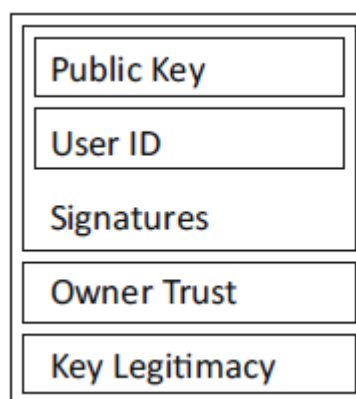 Public Key
User ID
Signatures
Owner Trust
Key Legitimacy